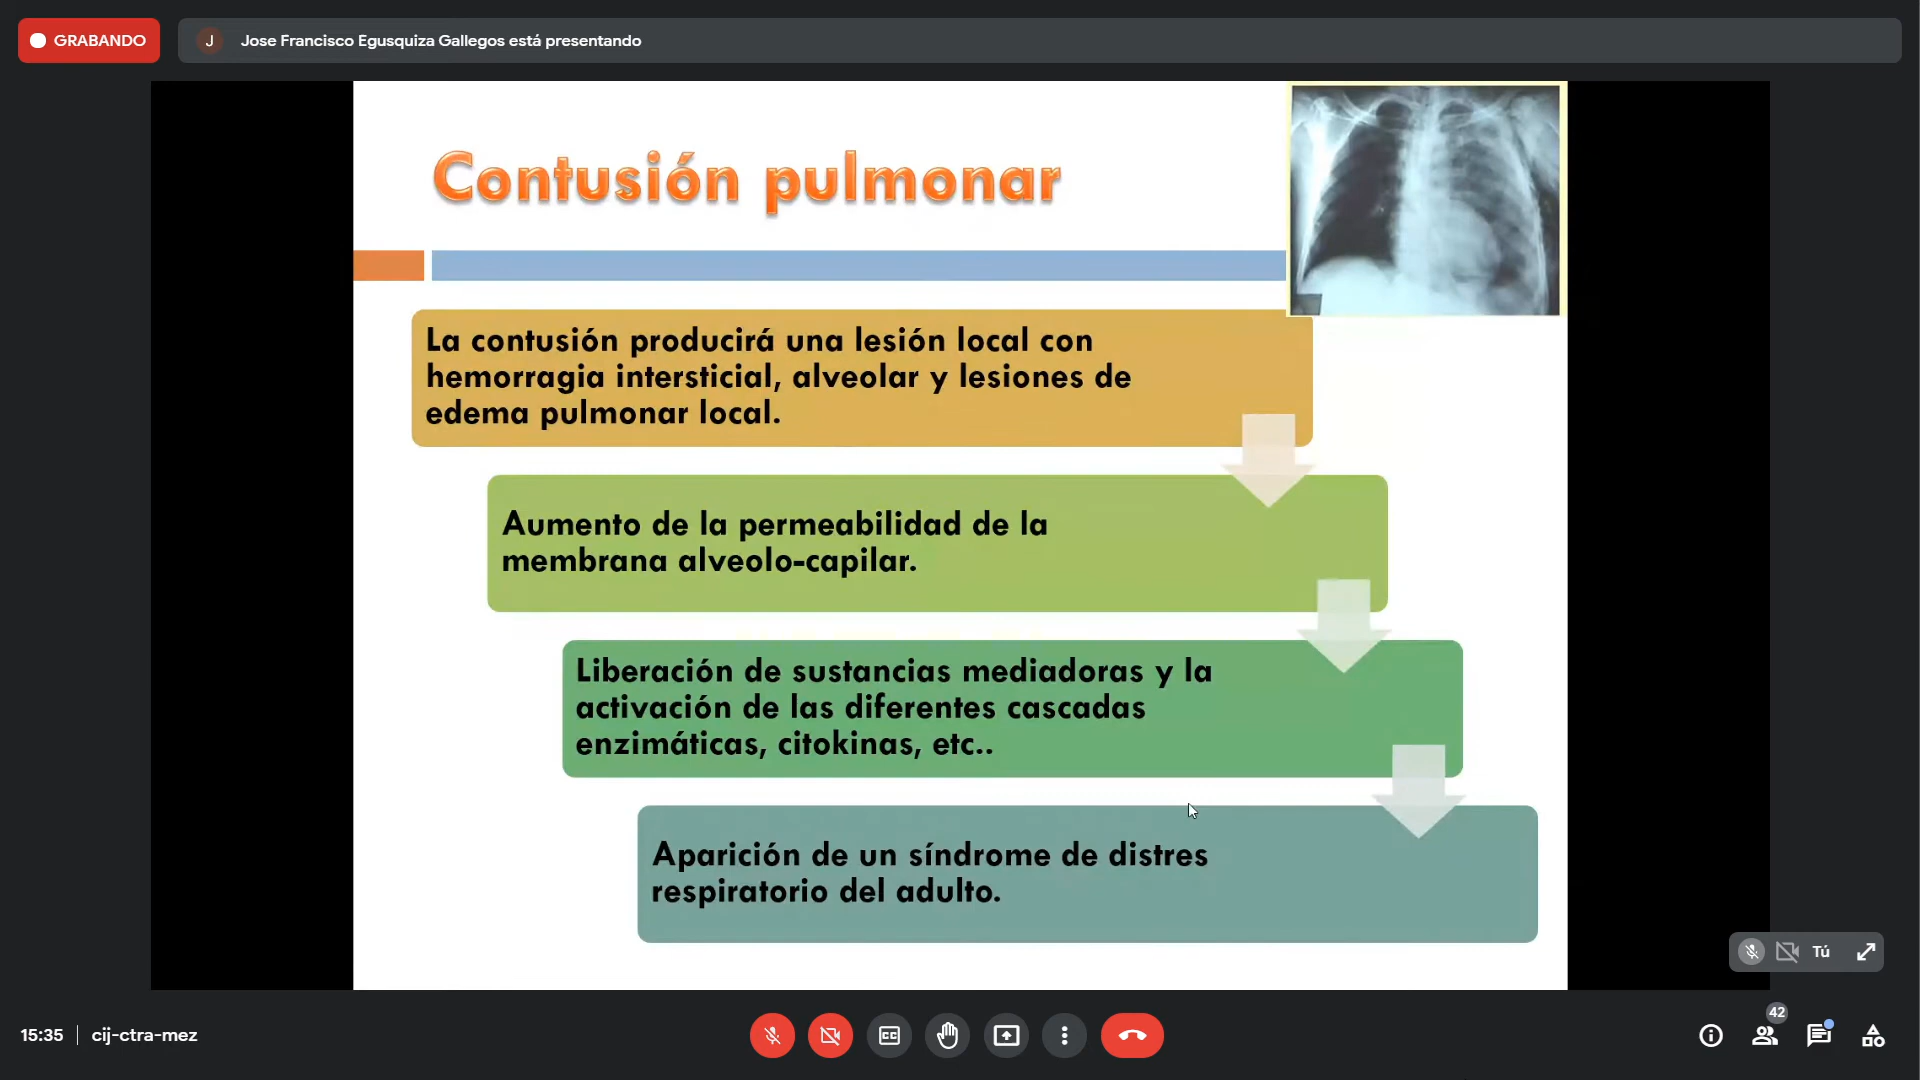 GRABANDO
J
Jose Francisco Egusquiza Gallegos está presentando
Contusión pulmonar
La contusión producirá una lesión local con
hemorragia intersticial, alveolar y lesiones de
edema pulmonar local.
Aumento de la permeabilidad de la
membrana alveolo-capilar.
Liberación de sustancias mediadoras y la
activación de las diferentes cascadas
enzimáticas, citokinas, etc..
Aparición de un síndrome de distres
respiratorio del adulto.
Tú
15:35 | cij-ctra-mez
CC
42